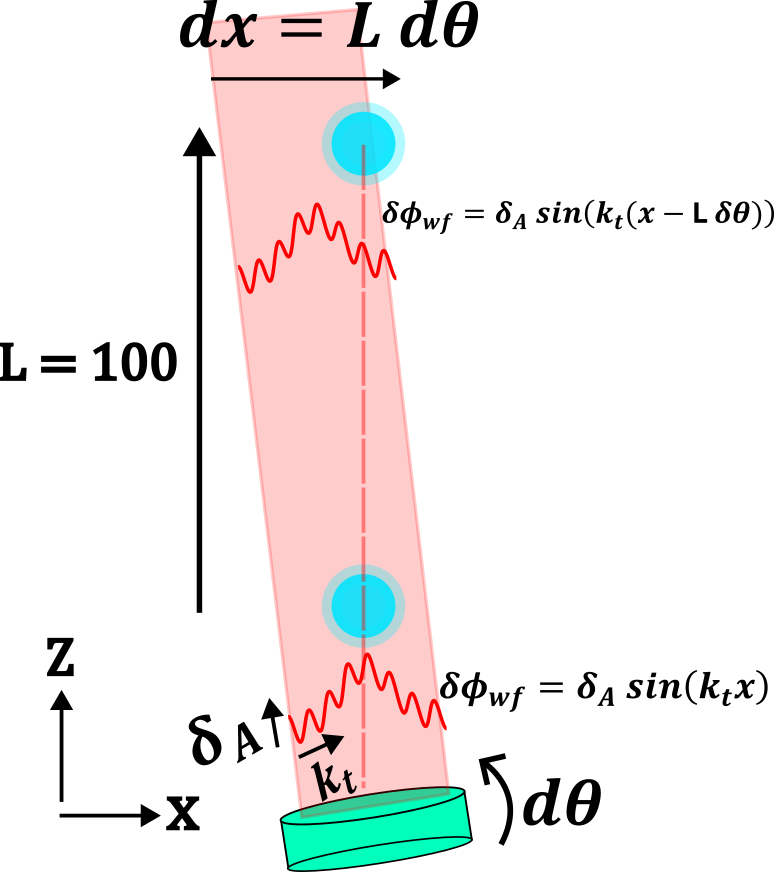 dx = L dθ
δϕ_wf = δ_A sin(k_t(x − L δθ))
L = 100
Z
δϕ_wf = δ_A sin(k_t x)
δ_A
k_t
dθ
x